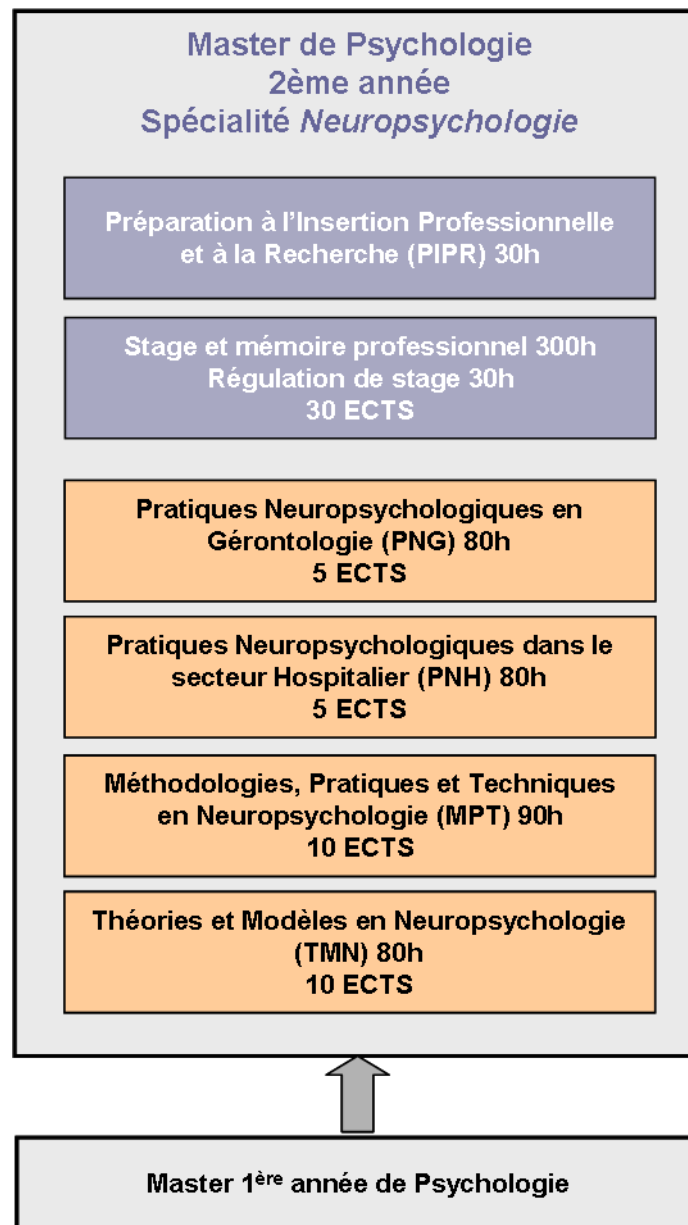 Master de Psychologie
2ème année
Spécialité Neuropsychologie
Préparation à l'Insertion Professionnelle
et à la Recherche (PIPR) 30h
Stage et mémoire professionnel 300h
Régulation de stage 30h
30 ECTS
Pratiques Neuropsychologiques en
Gérontologie (PNG) 80h
5 ECTS
Pratiques Neuropsychologiques dans le
secteur Hospitalier (PNH) 80h
5 ECTS
Méthodologies, Pratiques et Techniques
en Neuropsychologie (MPT) 90h
10 ECTS
Théories et Modèles en Neuropsychologie
(TMN) 80h
10 ECTS
Master 1ère année de Psychologie